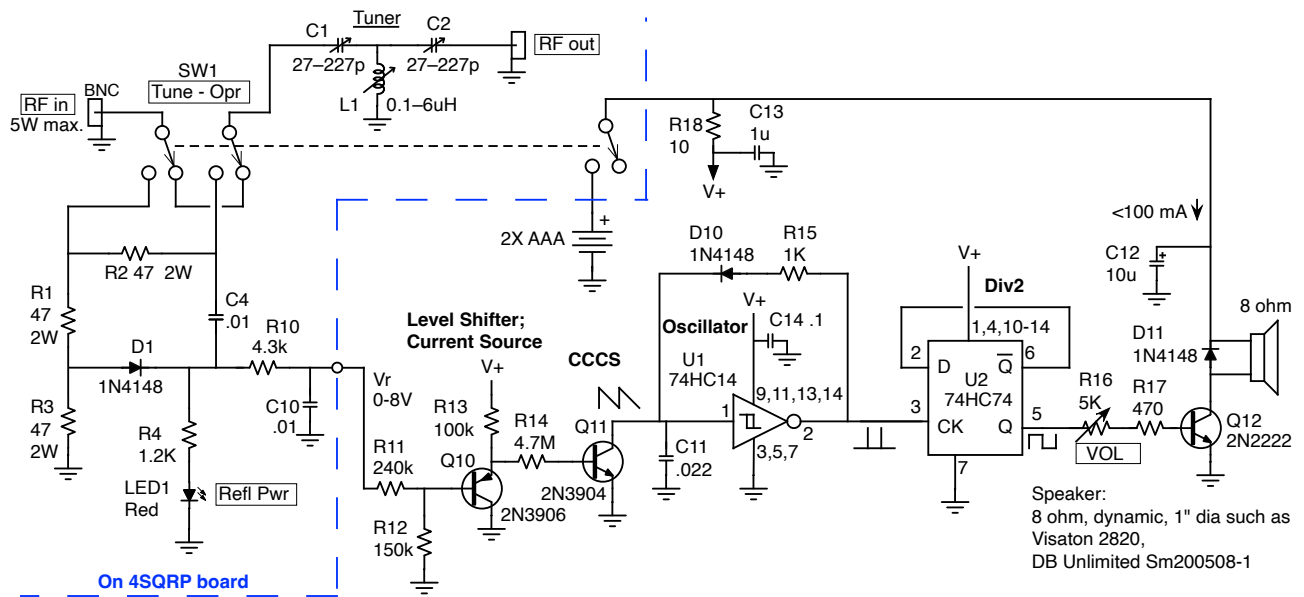 Tuner
C1
C2
27–227p
27–227p
RF out
L1
0.1–6uH
SW1
Tune - Opr
BNC
RF in
5W max.
R2 47 2W
R1
47
2W
C4
.01
R10
4.3k
D1
1N4148
R3
47
2W
R4
1.2K
LED1
Red
Refl Pwr
C10
.01
On 4SQRP board
Vr
0-8V
R11
240k
R12
150k
Level Shifter;
Current Source
V+
R13
100k
Q10
2N3906
R14
4.7M
CCCS
Q11
2N3904
2X AAA
+
R18
10
C13
1u
V+
D10
1N4148
R15
1K
Oscillator
V+
C14 .1
U1
74HC14
9,11,13,14
1
2
3,5,7
C11
.022
V+
Div2
1,4,10-14
2
6
D
Q
U2
74HC74
3
5
CK
Q
7
R16
5K
VOL
R17
470
Q12
2N2222
<100 mA
C12
10u
+
D11
1N4148
8 ohm
Speaker:
8 ohm, dynamic, 1" dia such as
Visaton 2820,
DB Unlimited Sm200508-1